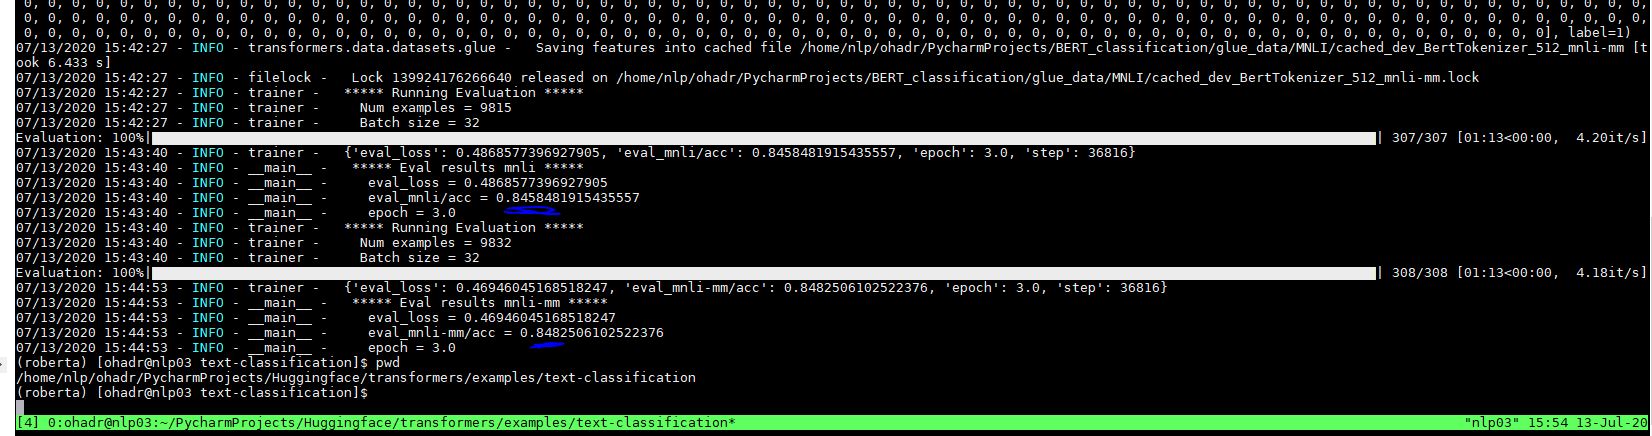 0, 0, 0, 0, 0, 0, 0, 0, 0, 0, 0, 0, 0, 0, 0, 0, 0, 0, 0, 0, 0, 0, 0, 0, 0, 0, 0, 0, 0, 0, 0, 0, 0, 0, 0, 0, 0, 0, 0, 0, 0, 0, 0, 0, 0, 0, 0, 0, 0, 0, 0, 0, 0, 0, 0, 0, 0, 0, 0, 0, 0, 0, 0, 0, 0, 0, 0, 0,
0, 0, 0, 0, 0, 0, 0, 0, 0, 0, 0, 0, 0, 0, 0, 0, 0, 0, 0, 0, 0, 0, 0, 0, 0, 0, 0, 0, 0, 0, 0, 0, 0, 0, 0, 0, 0, 0, 0, 0, 0, 0, 0, 0, 0, 0, 0, 0, 0, 0, 0, 0, 0, 0, 0, 0, 0, 0, 0, 0, 0, 0, 0, 0, 0, 0, 0, 0,
0, 0, 0, 0, 0, 0, 0, 0, 0, 0, 0, 0, 0, 0, 0, 0, 0, 0, 0, 0, 0, 0, 0, 0, 0, 0, 0, 0, 0, 0, 0, 0, 0, 0, 0, 0, 0, 0, 0, 0, 0, 0, 0, 0, 0, 0, 0, 0, 0, 0, 0, 0, 0, 0, 0, 0, 0, 0, 0, 0, 0, 0, 0, 0], label=1)
07/13/2020 15:42:27 - INFO - transformers.data.datasets.glue -   Saving features into cached file /home/nlp/ohadr/PycharmProjects/BERT_classification/glue_data/MNLI/cached_dev_BertTokenizer_512_mnli-mm [t
ook 6.433 s]
07/13/2020 15:42:27 - INFO - filelock -   Lock 139924176266640 released on /home/nlp/ohadr/PycharmProjects/BERT_classification/glue_data/MNLI/cached_dev_BertTokenizer_512_mnli-mm.lock
07/13/2020 15:42:27 - INFO - trainer -   ***** Running Evaluation *****
07/13/2020 15:42:27 - INFO - trainer -     Num examples = 9815
07/13/2020 15:42:27 - INFO - trainer -     Batch size = 32
Evaluation: 100%| | 307/307 [01:13<00:00,  4.20it/s]
07/13/2020 15:43:40 - INFO - trainer -   {'eval_loss': 0.4868577396927905, 'eval_mnli/acc': 0.8458481915435557, 'epoch': 3.0, 'step': 36816}
07/13/2020 15:43:40 - INFO - __main__ -   ***** Eval results mnli *****
07/13/2020 15:43:40 - INFO - __main__ -     eval_loss = 0.4868577396927905
07/13/2020 15:43:40 - INFO - __main__ -     eval_mnli/acc = 0.8458481915435557
07/13/2020 15:43:40 - INFO - __main__ -     epoch = 3.0
07/13/2020 15:43:40 - INFO - trainer -   ***** Running Evaluation *****
07/13/2020 15:43:40 - INFO - trainer -     Num examples = 9832
07/13/2020 15:43:40 - INFO - trainer -     Batch size = 32
Evaluation: 100%| | 308/308 [01:13<00:00,  4.18it/s]
07/13/2020 15:44:53 - INFO - trainer -   {'eval_loss': 0.46946045168518247, 'eval_mnli-mm/acc': 0.8482506102522376, 'epoch': 3.0, 'step': 36816}
07/13/2020 15:44:53 - INFO - __main__ -   ***** Eval results mnli-mm *****
07/13/2020 15:44:53 - INFO - __main__ -     eval_loss = 0.46946045168518247
07/13/2020 15:44:53 - INFO - __main__ -     eval_mnli-mm/acc = 0.8482506102522376
07/13/2020 15:44:53 - INFO - __main__ -     epoch = 3.0
(roberta) [ohadr@nlp03 text-classification]$ pwd
/home/nlp/ohadr/PycharmProjects/Huggingface/transformers/examples/text-classification
(roberta) [ohadr@nlp03 text-classification]$
[4] 0:ohadr@nlp03:~/PycharmProjects/Huggingface/transformers/examples/text-classification* "nlp03" 15:54 13-Jul-20